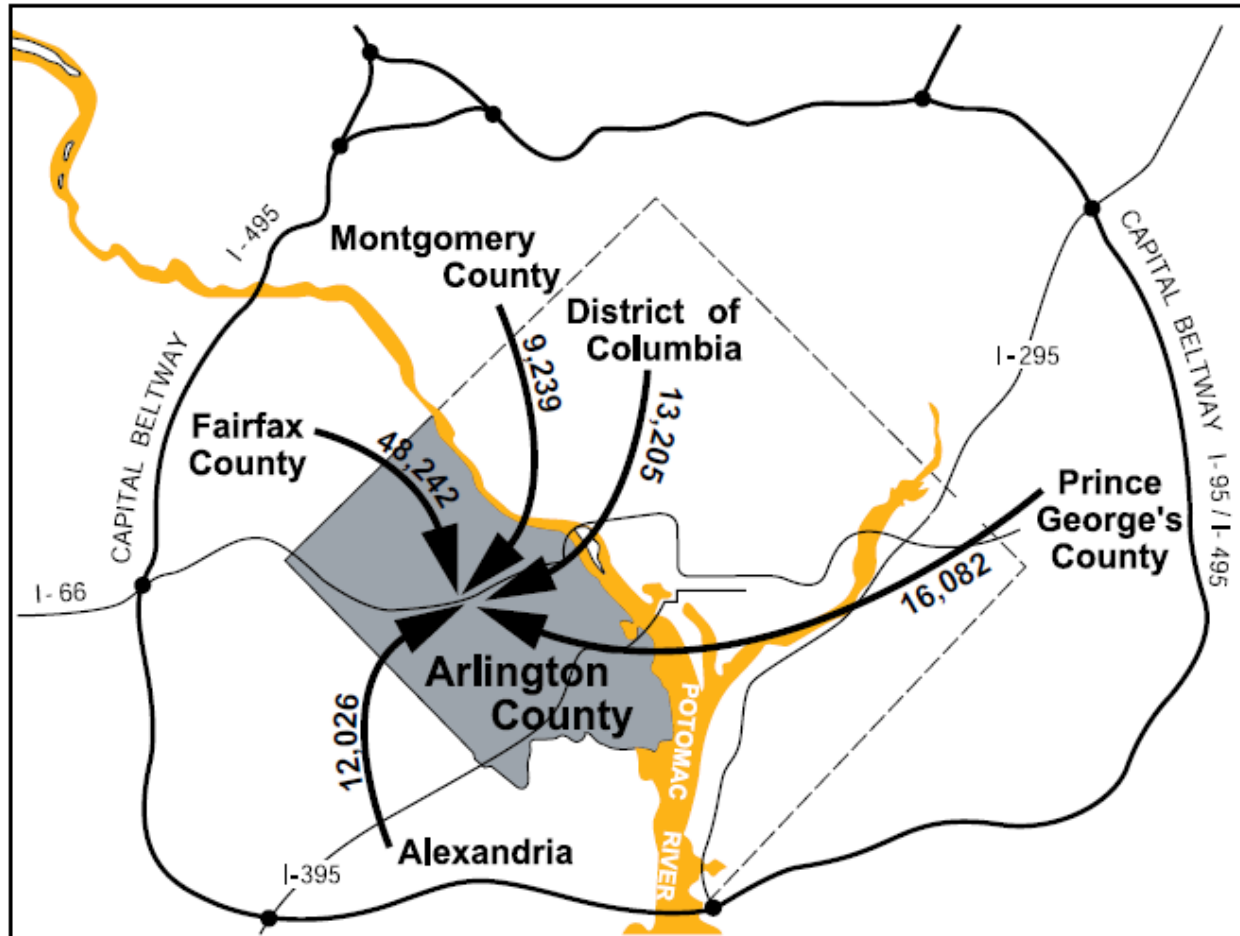 I-495
Montgomery
County
9,239
District of
Columbia
13,205
I-295
CAPITAL BELTWAY
CAPITAL BELTWAY I-95 / I-495
Fairfax
County
48,242
Prince
George's
County
16,082
I-66
Arlington
County
12,026
POTOMAC RIVER
Alexandria
I-395